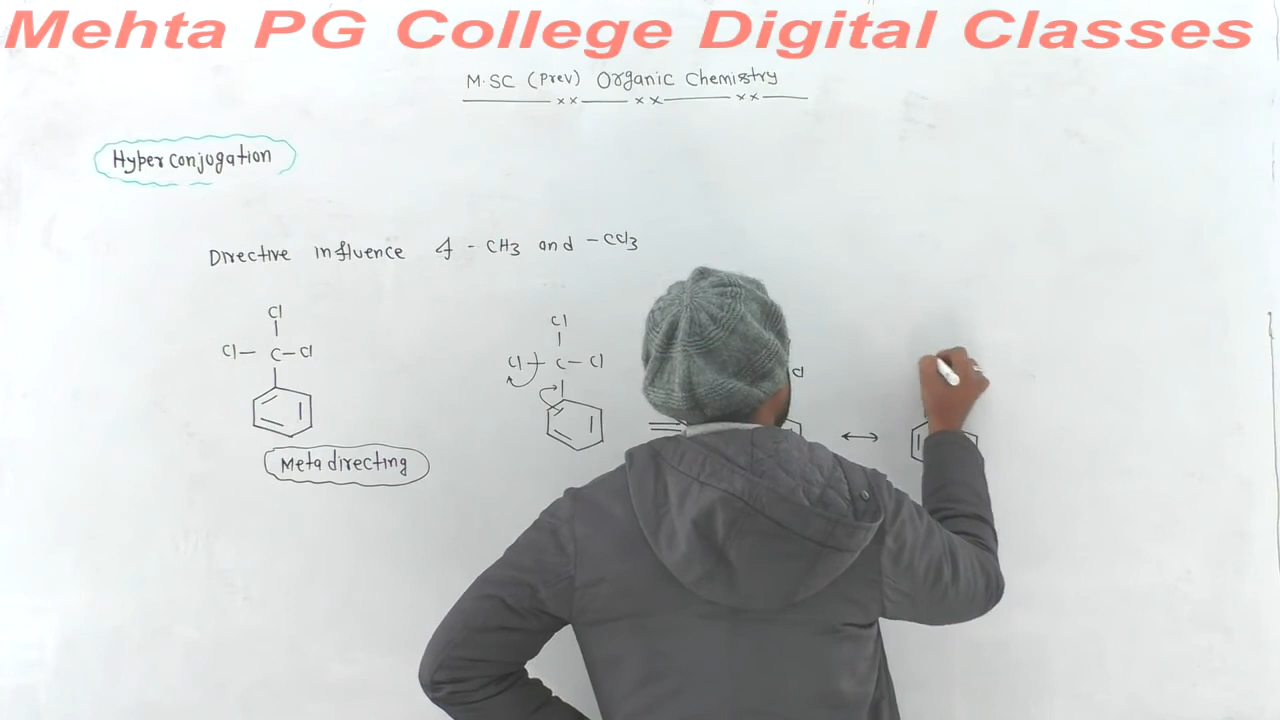 Mehta PG College Digital Classes
M.SC (Prev) Organic Chemistry
Hyper conjugation
Directive influence of - CH3 and - CCl3
Cl
Cl
Cl - C - Cl
Cl - C - Cl
Cl
Meta directing